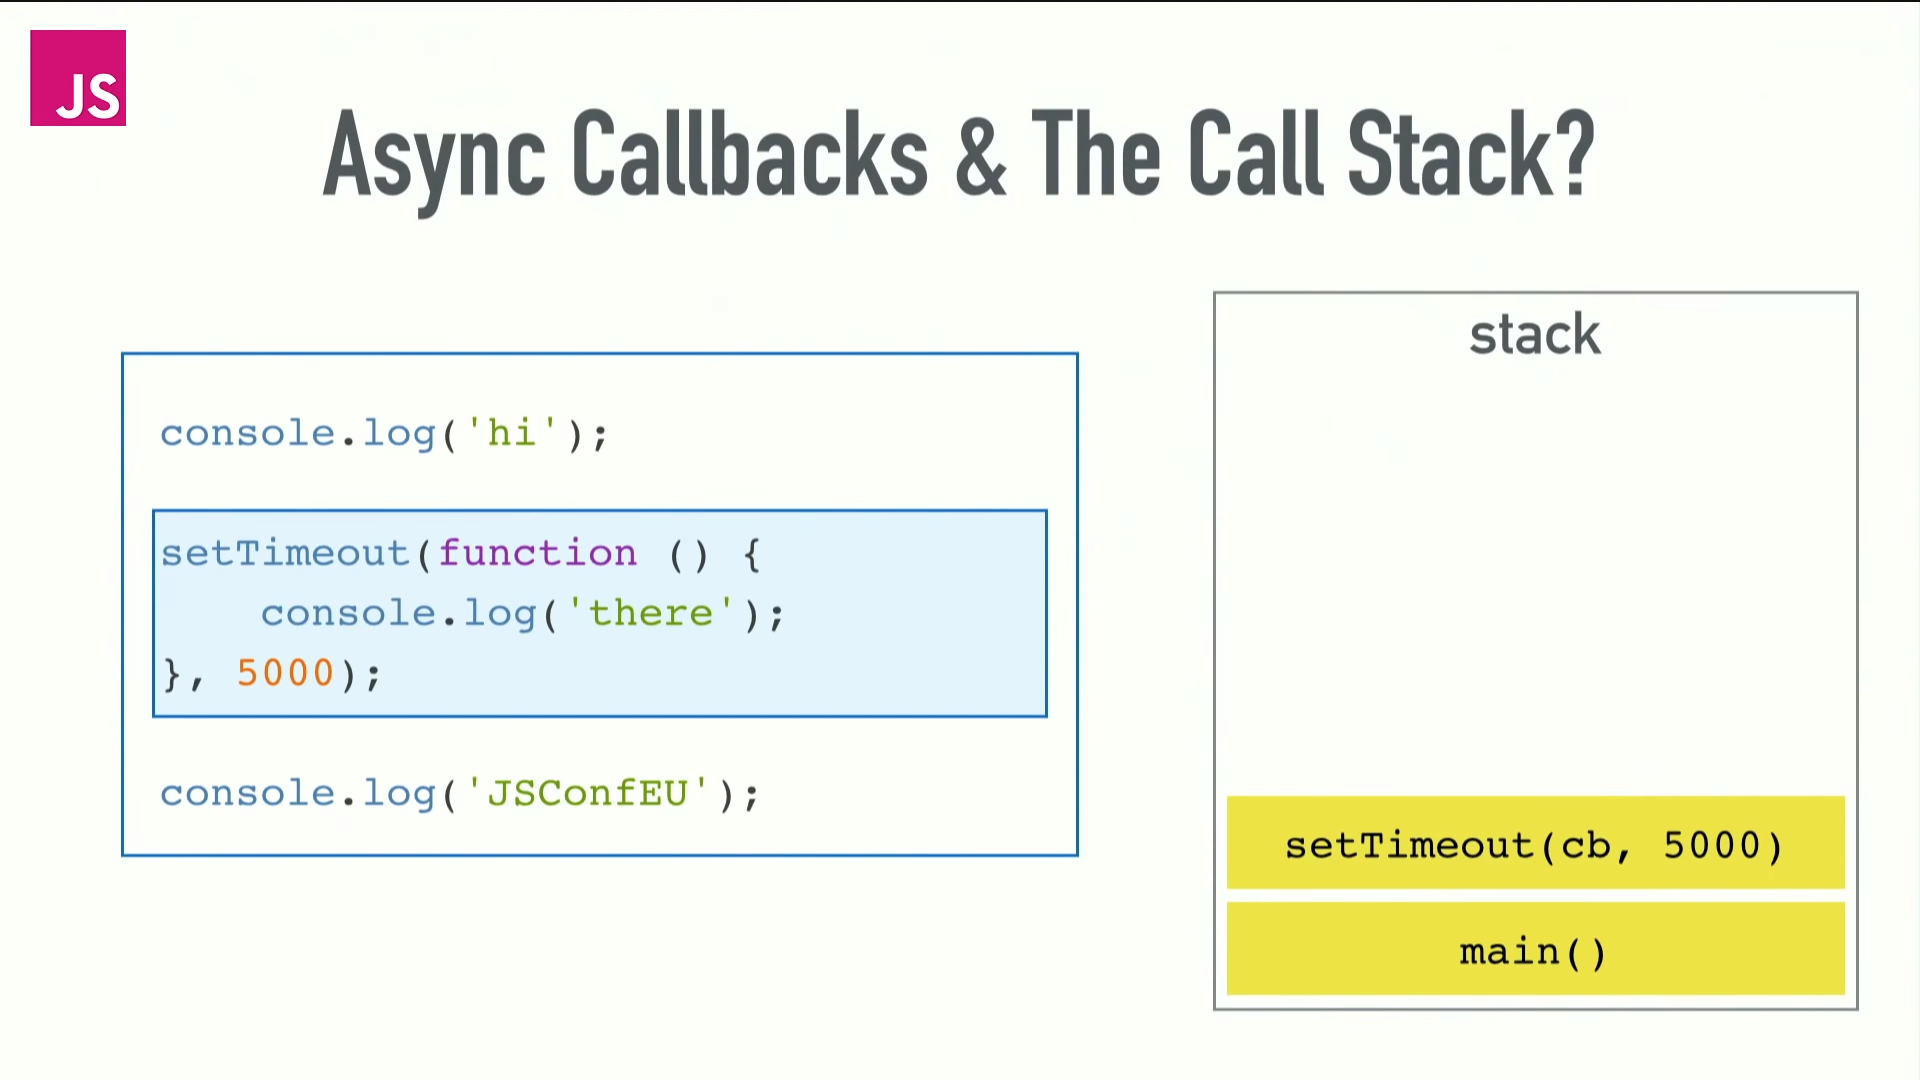 JS
Async Callbacks & The Call Stack?
console.log('hi');
setTimeout(function () {
    console.log('there');
}, 5000);
console.log('JSConfEU');
stack
setTimeout(cb, 5000)
main()